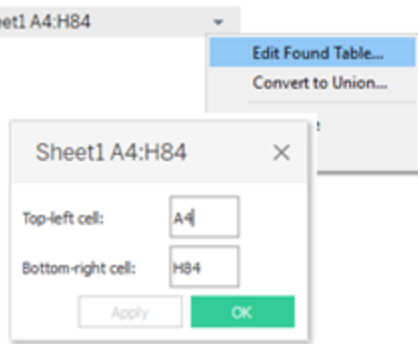 et1 A4:H84
Edit Found Table...
Convert to Union...
Sheet1 A4:H84
Top-left cell:
A4
Bottom-right cell:
H84
Apply
OK